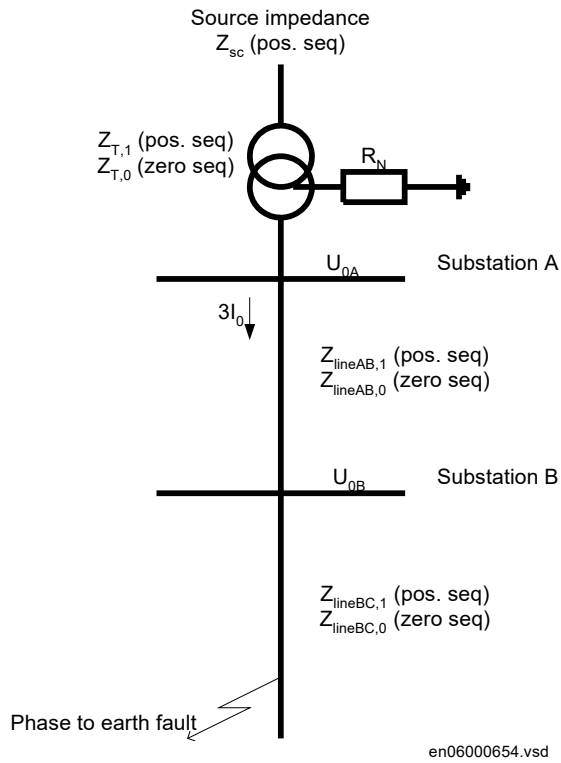 Source impedance
Z_sc (pos. seq)
Z_T,1 (pos. seq)
Z_T,0 (zero seq)
R_N
U_0A
Substation A
3I_0
Z_lineAB,1 (pos. seq)
Z_lineAB,0 (zero seq)
U_0B
Substation B
Z_lineBC,1 (pos. seq)
Z_lineBC,0 (zero seq)
Phase to earth fault
en06000654.vsd